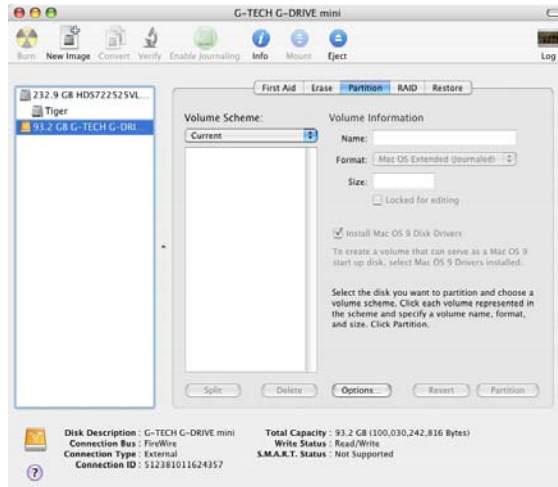 G-TECH G-DRIVE mini
Burn New Image Convert Verify Enable Journaling Info Mount Eject Log
First Aid Erase Partition RAID Restore
232.9 GB HDS722525VL...
Tiger
93.2 GB G-TECH G-DRI...
Volume Scheme:
Current
Volume Information
Name:
Format: Mac OS Extended (Journaled)
Size:
Locked for editing
Install Mac OS 9 Disk Drivers
To create a volume that can serve as a Mac OS 9
start up disk, select Mac OS 9 Drivers installed.
Select the disk you want to partition and choose a
volume scheme. Click each volume represented in
the scheme and specify a volume name, format,
and size. Click Partition.
Split Delete Options... Revert Partition
Disk Description : G-TECH G-DRIVE mini
Connection Bus : FireWire
Connection Type : External
Connection ID : 512381011624357
Total Capacity : 93.2 GB (100,030,242,816 Bytes)
Write Status : Read/Write
S.M.A.R.T. Status : Not Supported
?